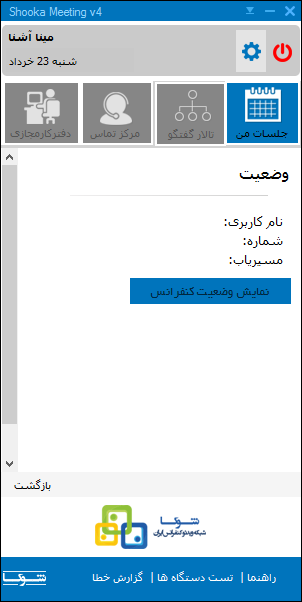 Shooka Meeting v4
مینا آشنا
شنبه 23 خرداد
جلسات من
تالار گفتگو
مرکز تماس
دفترکارمجازی
وضعیت
نام کاربری:
شماره:
مسیریاب:
نمایش وضعیت کنفرانس
بازگشت
شوکا
شبکه ویدئو کنفرانس ایران
راهنما | تست دستگاه ها | گزارش خطا
شوکا